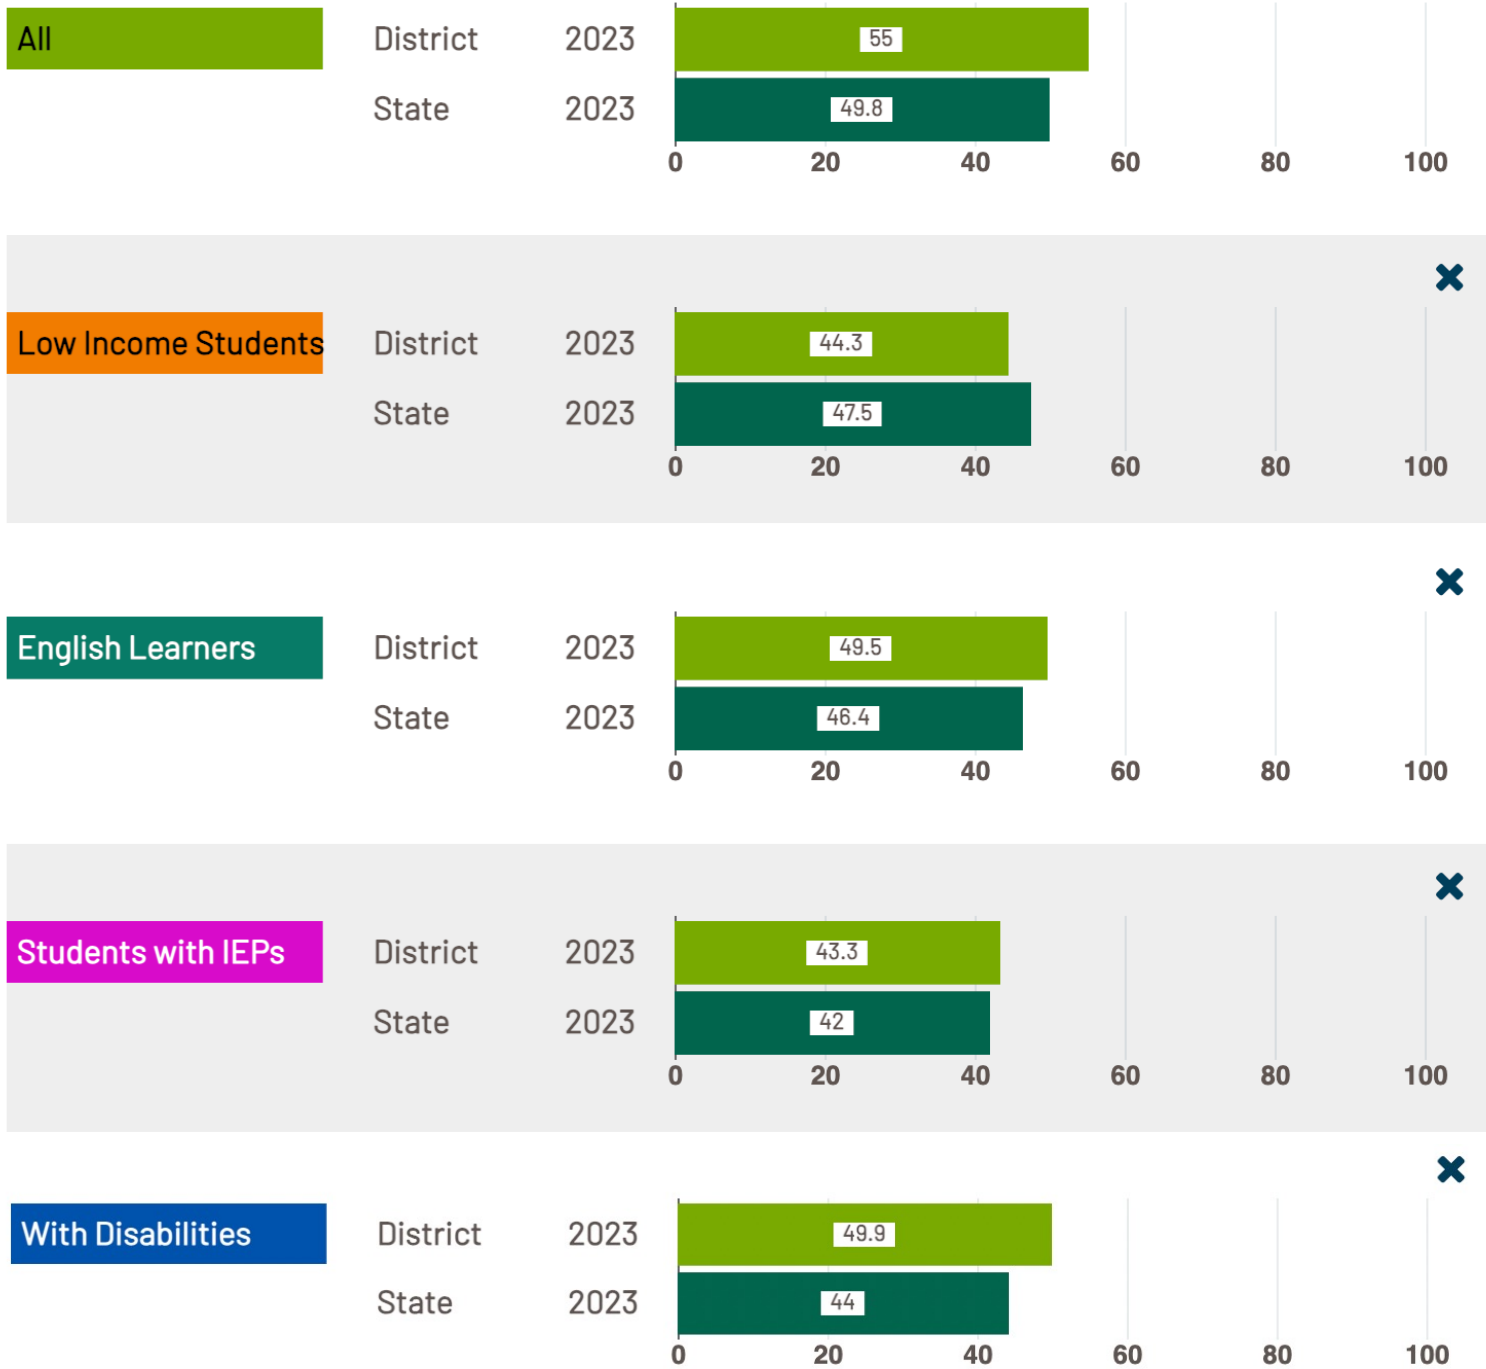 All District 2023 55
State 2023 49.8
0 20 40 60 80 100
Low Income Students District 2023 44.3
State 2023 47.5
0 20 40 60 80 100
English Learners District 2023 49.5
State 2023 46.4
0 20 40 60 80 100
Students with IEPs District 2023 43.3
State 2023 42
0 20 40 60 80 100
With Disabilities District 2023 49.9
State 2023 44
0 20 40 60 80 100